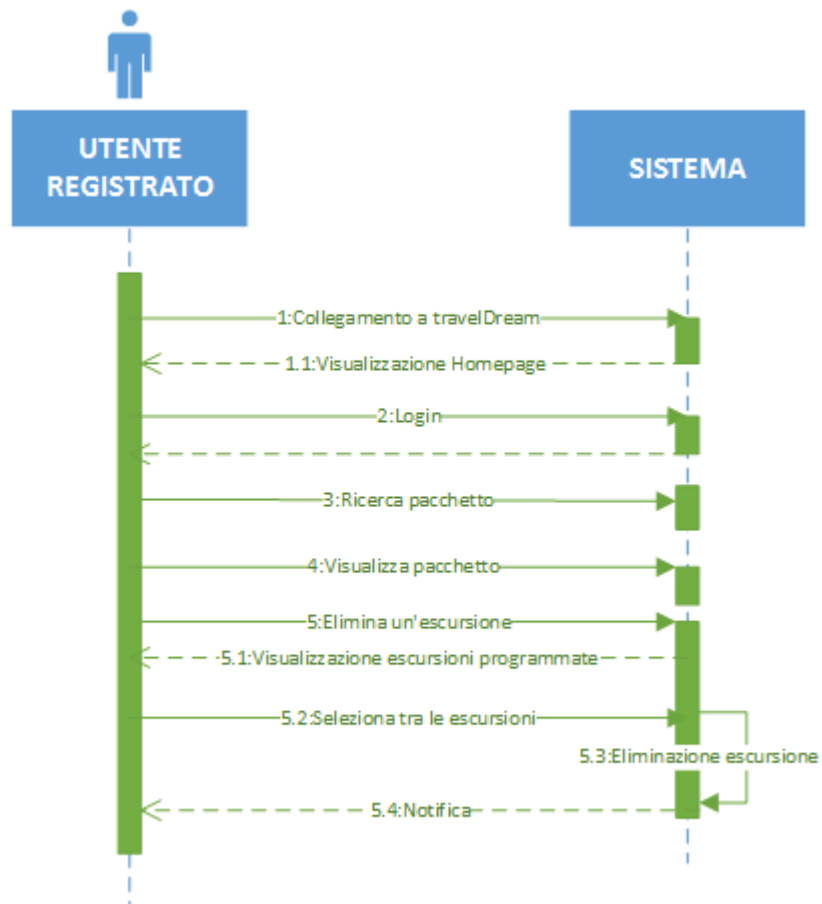 UTENTE
REGISTRATO
SISTEMA
1:Collegamento a travelDream
1.1:Visualizzazione Homepage
2:Login
3:Ricerca pacchetto
4:Visualizza pacchetto
5:Elimina un'escursione
5.1:Visualizzazione escursioni programmate
5.2:Seleziona tra le escursioni
5.3:Eliminazione escursione
5.4:Notifica